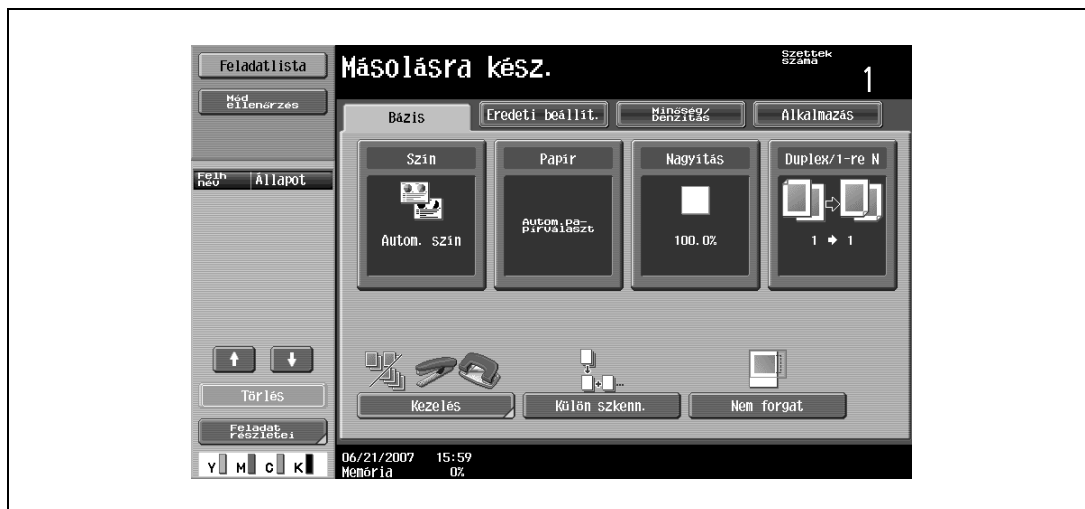 Feladatlista
Mód
ellenőrzés
Felh
név
Állapot
Törlés
Feladat
részletei
Y M C K
Másolásra kész.
Szettek
száma
1
Bázis
Eredeti beállít.
Minőség/
Denzitás
Alkalmazás
Szín
Autom. szín
Papír
Autom.pa-
pírválaszt
Nagyítás
100.0%
Duplex/1-re N
1 → 1
Kezelés
Külön szkenn.
Nem forgat
06/21/2007 15:59
Memória 0%